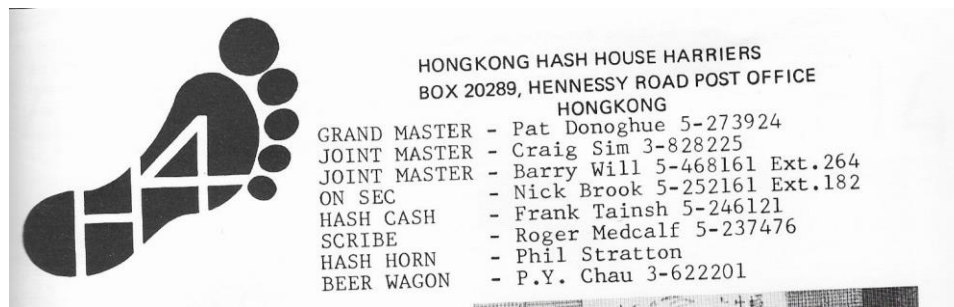 H4
HONGKONG HASH HOUSE HARRIERS
BOX 20289, HENNESSY ROAD POST OFFICE
HONGKONG
GRAND MASTER - Pat Donoghue 5-273924
JOINT MASTER - Craig Sim 3-828225
JOINT MASTER - Barry Will 5-468161 Ext.264
ON SEC - Nick Brook 5-252161 Ext.182
HASH CASH - Frank Tainsh 5-246121
SCRIBE - Roger Medcalf 5-237476
HASH HORN - Phil Stratton
BEER WAGON - P.Y. Chau 3-622201